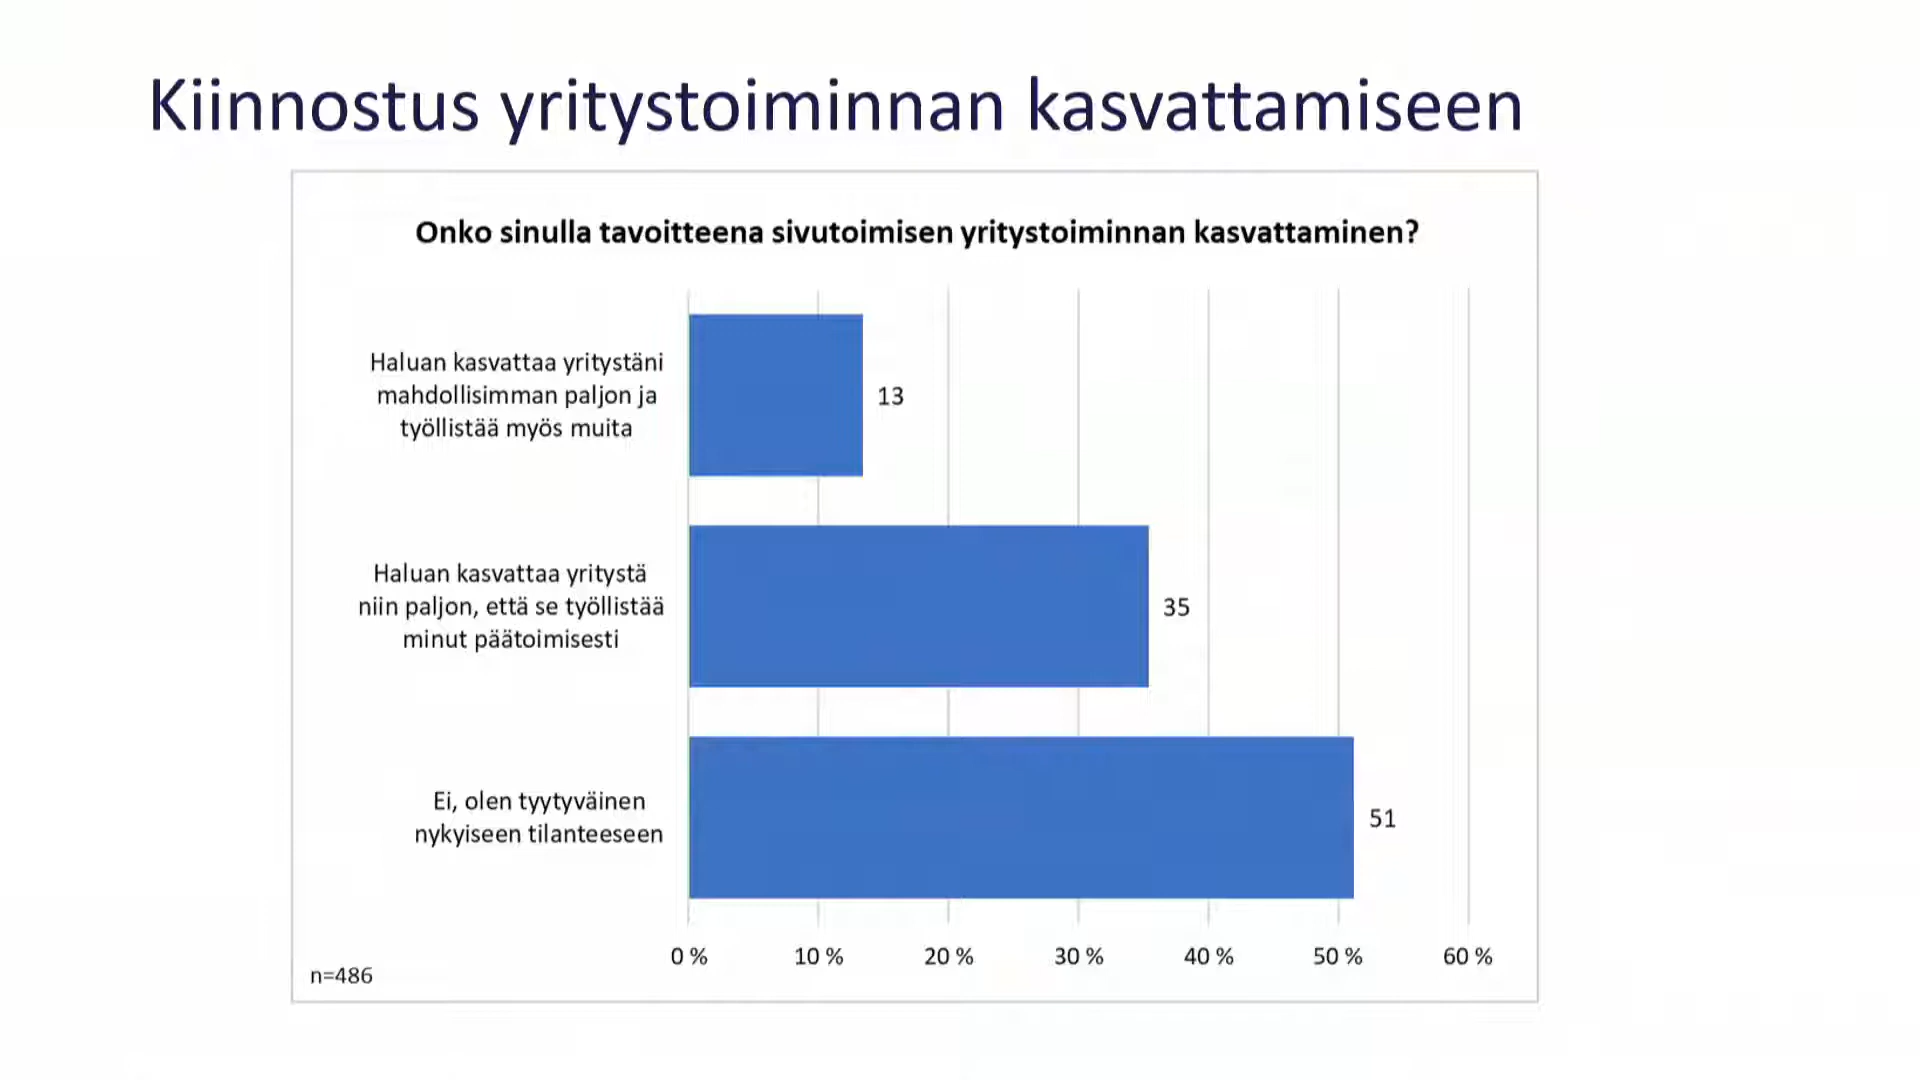 Kiinnostus yritystoiminnan kasvattamiseen
Onko sinulla tavoitteena sivutoimisen yritystoiminnan kasvattaminen?
Haluan kasvattaa yritystäni
mahdollisimman paljon ja
työllistää myös muita
13
Haluan kasvattaa yritystä
niin paljon, että se työllistää
minut päätoimisesti
35
Ei, olen tyytyväinen
nykyiseen tilanteeseen
51
0 % 10 % 20 % 30 % 40 % 50 % 60 %
n=486